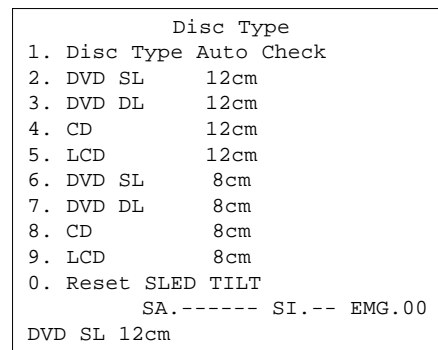 Disc Type
1. Disc Type Auto Check
2. DVD SL 12cm
3. DVD DL 12cm
4. CD 12cm
5. LCD 12cm
6. DVD SL 8cm
7. DVD DL 8cm
8. CD 8cm
9. LCD 8cm
0. Reset SLED TILT
SA.------ SI.-- EMG.00
DVD SL 12cm